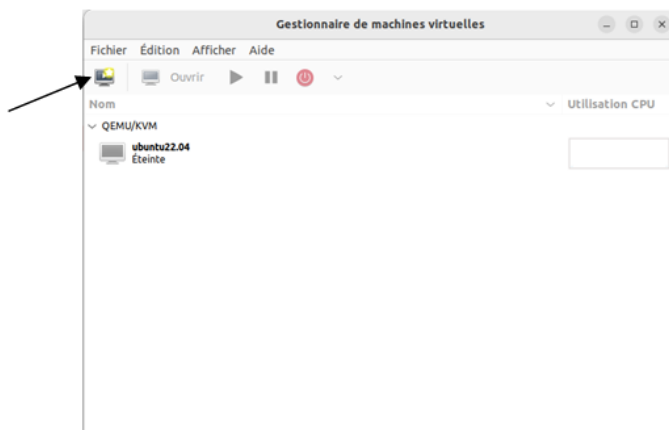 Gestionnaire de machines virtuelles
Fichier Édition Afficher Aide
Ouvrir
Nom Utilisation CPU
QEMU/KVM
ubuntu22.04
Éteinte